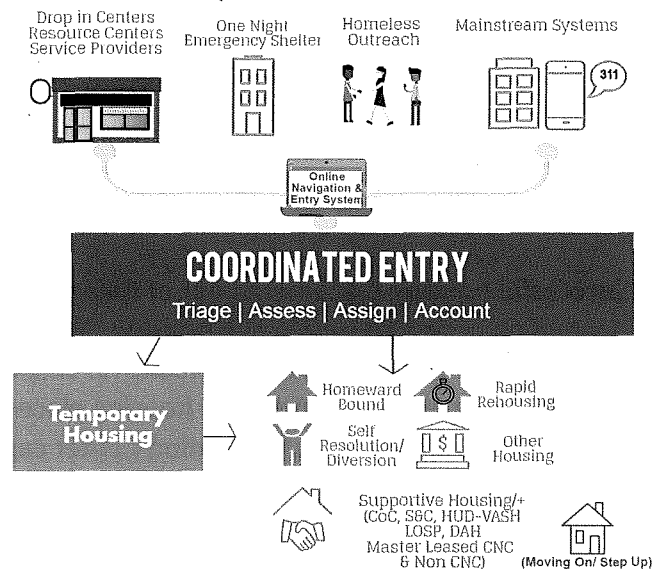 Drop in Centers
Resource Centers
Service Providers
One Night
Emergency Shelter
Homeless
Outreach
Mainstream Systems
311
Online
Navigation &
Entry System
COORDINATED ENTRY
Triage | Assess | Assign | Account
Temporary
Housing
Homeward
Bound
Rapid
Rehousing
Self
Resolution/
Diversion
$
Other
Housing
Supportive Housing/+
(CoC, S&C, HUD-VASH
LOSP, DAH
Master Leased CNC
& Non CNC)
(Moving On/ Step Up)